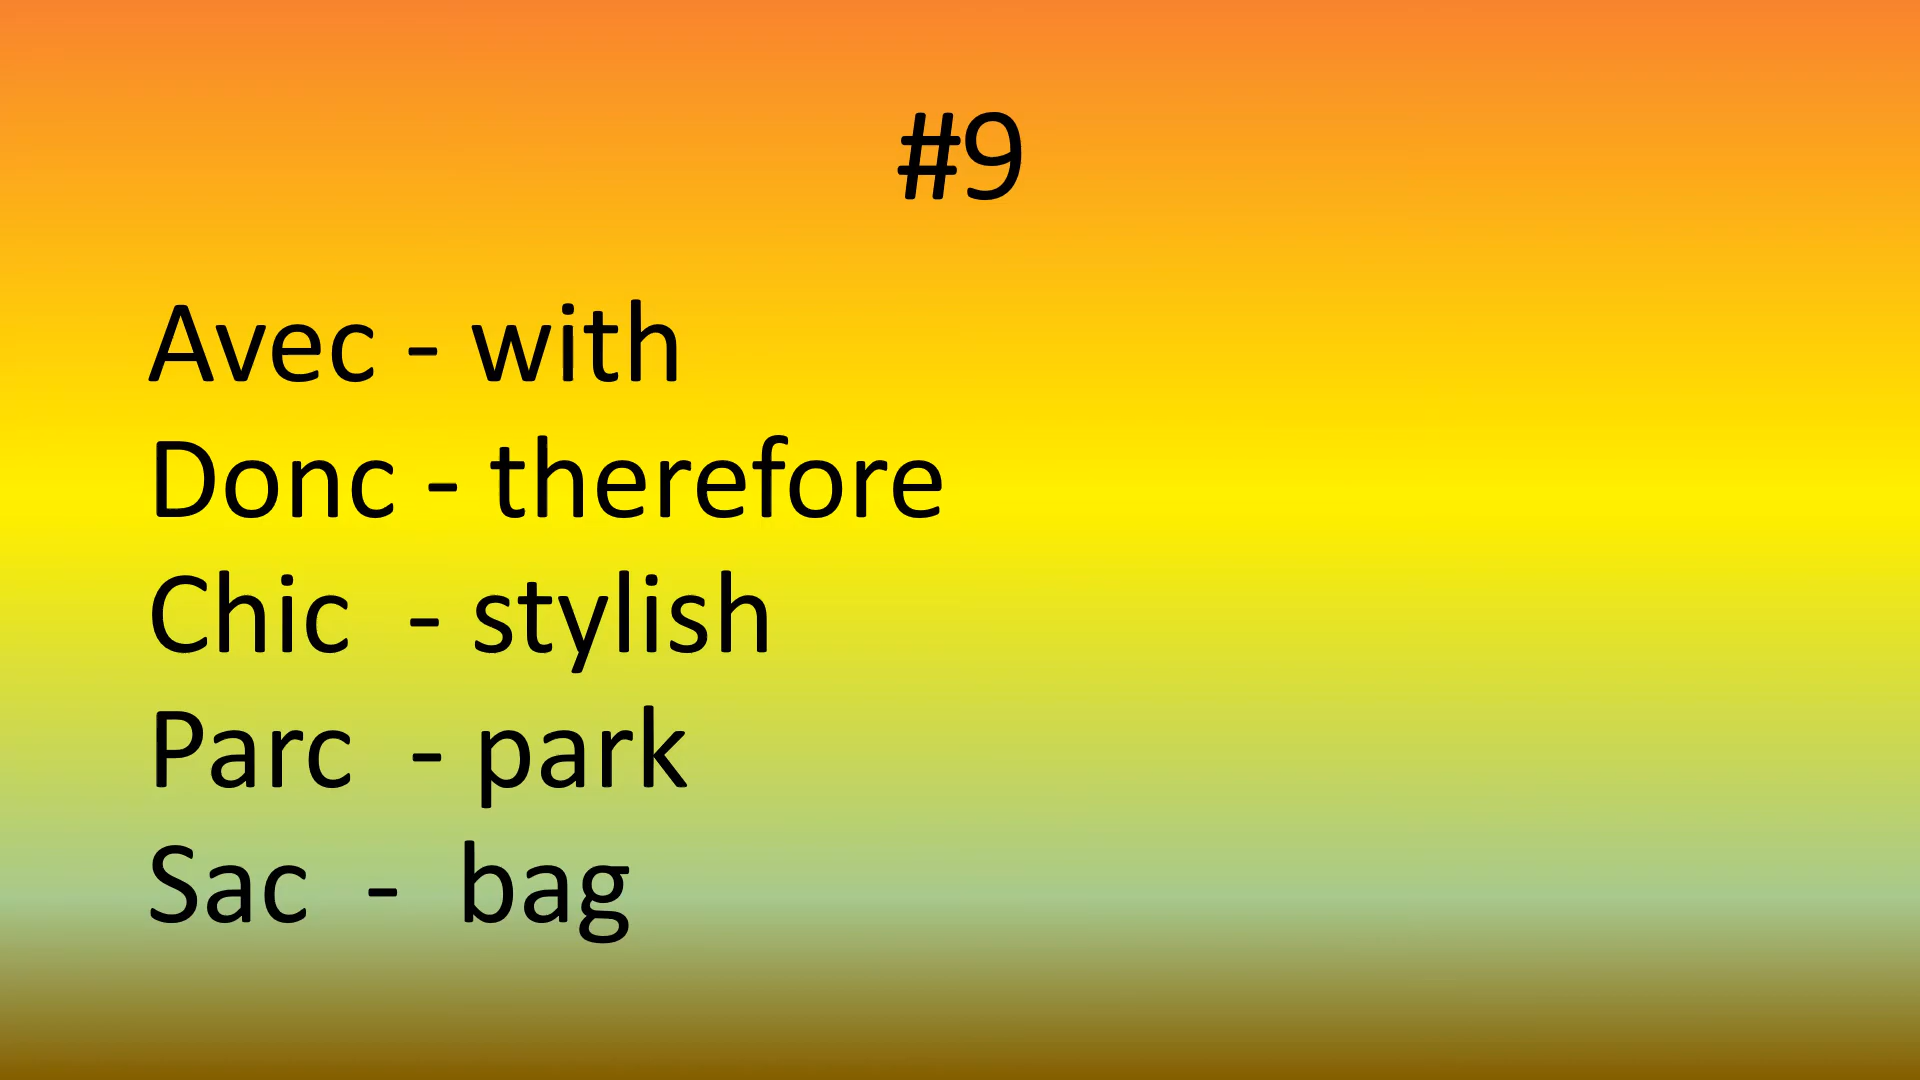 #9
Avec - with
Donc - therefore
Chic  - stylish
Parc  - park
Sac  -  bag